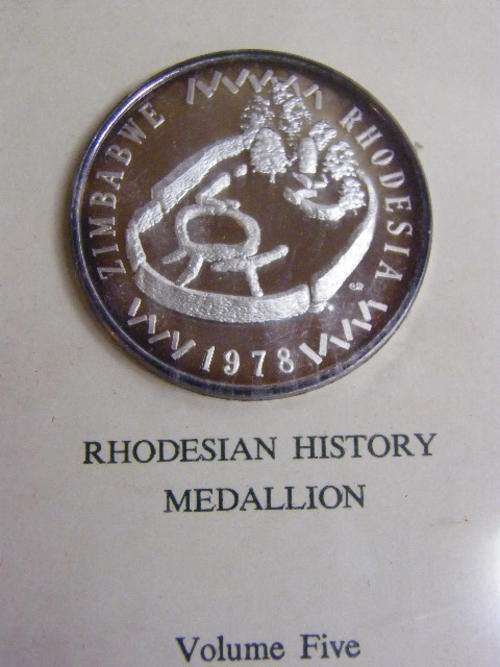 ZIMBABWE RHODESIA
1978
RHODESIAN HISTORY
MEDALLION
Volume Five